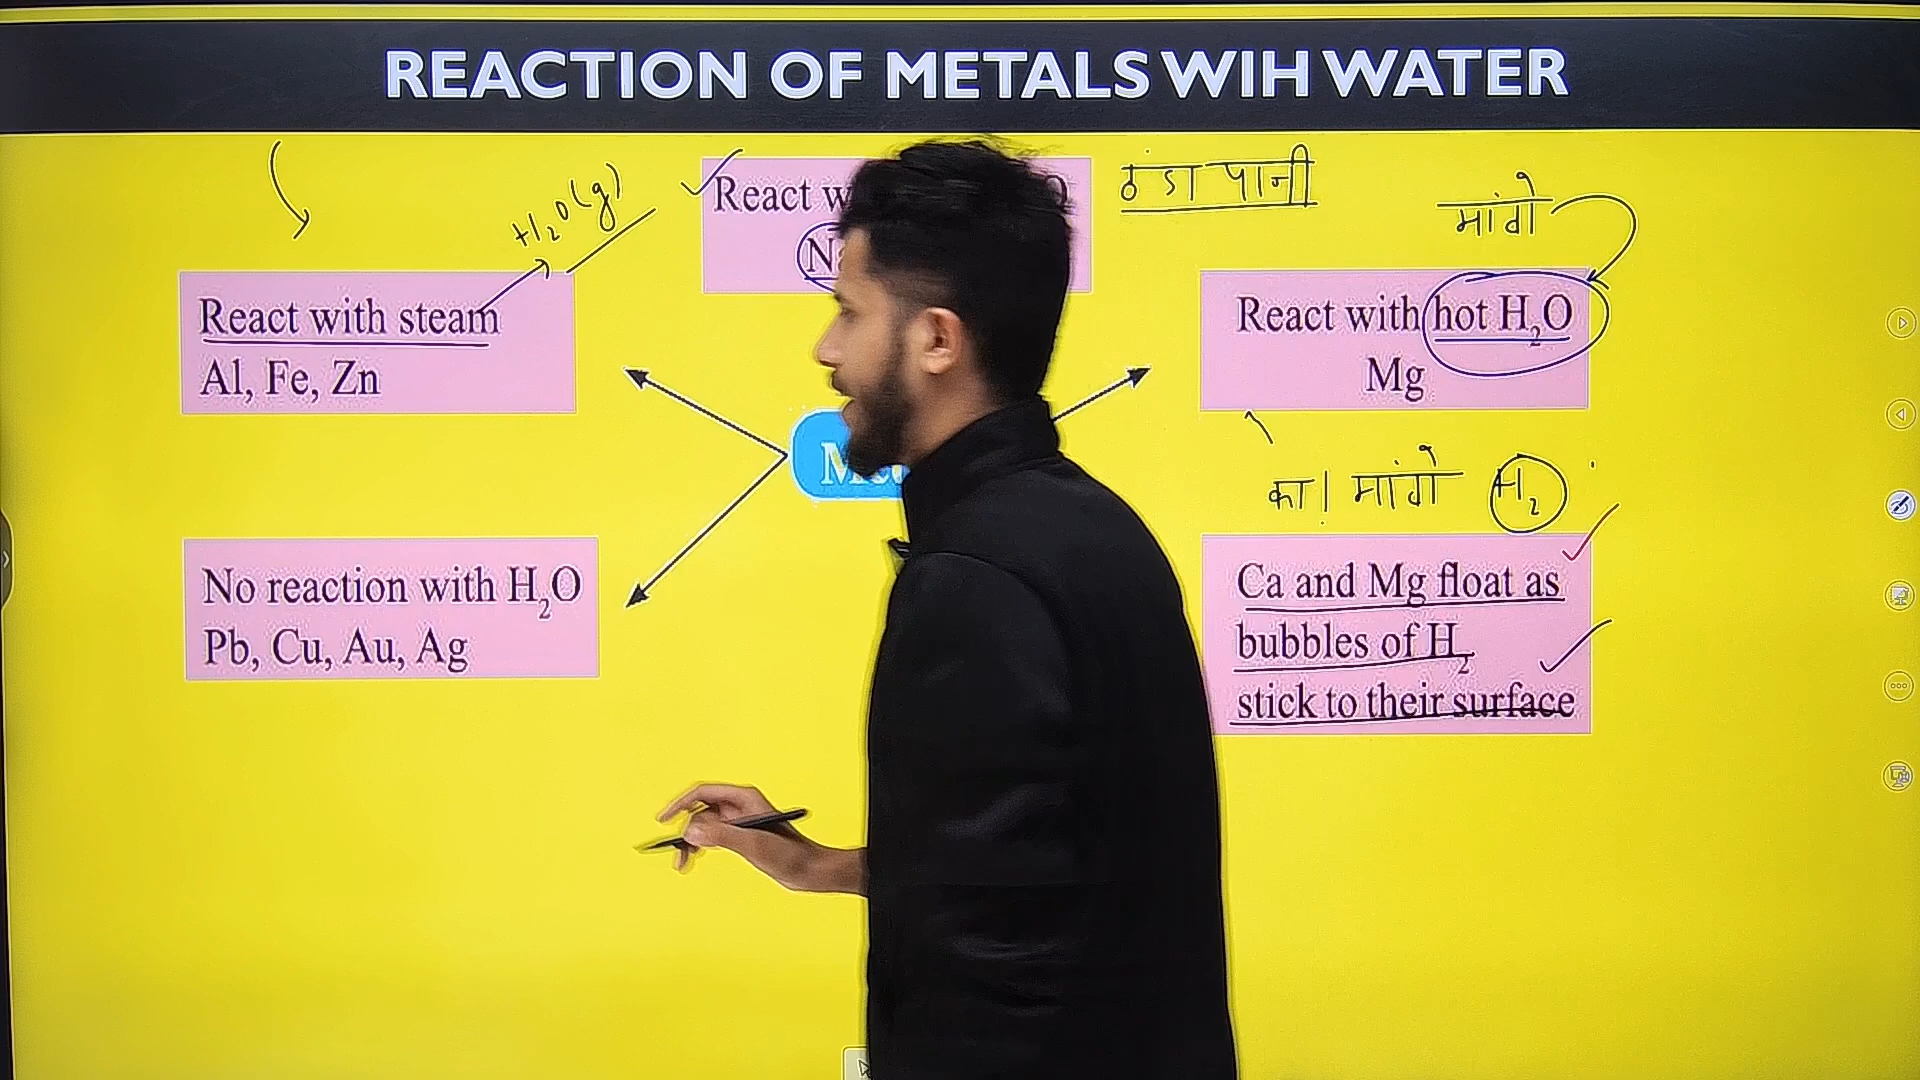 REACTION OF METALS WIH WATER
React
ठंडा पानी
मांगे
H₂O(g)
React with steam
Al, Fe, Zn
React with hot H₂O
Mg
का। मांगे H₂
No reaction with H₂O
Pb, Cu, Au, Ag
Ca and Mg float as
bubbles of H₂
stick to their surface